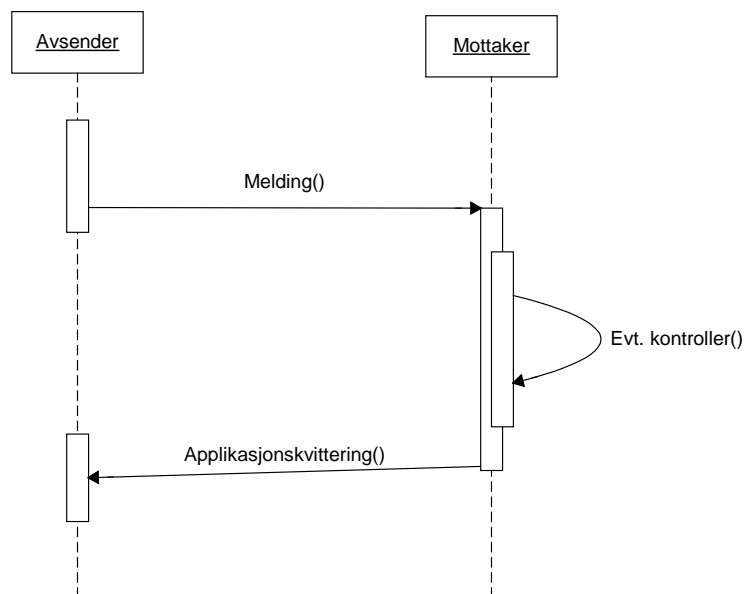 Avsender
Mottaker
Melding()
Evt. kontroller()
Applikasjonskvittering()